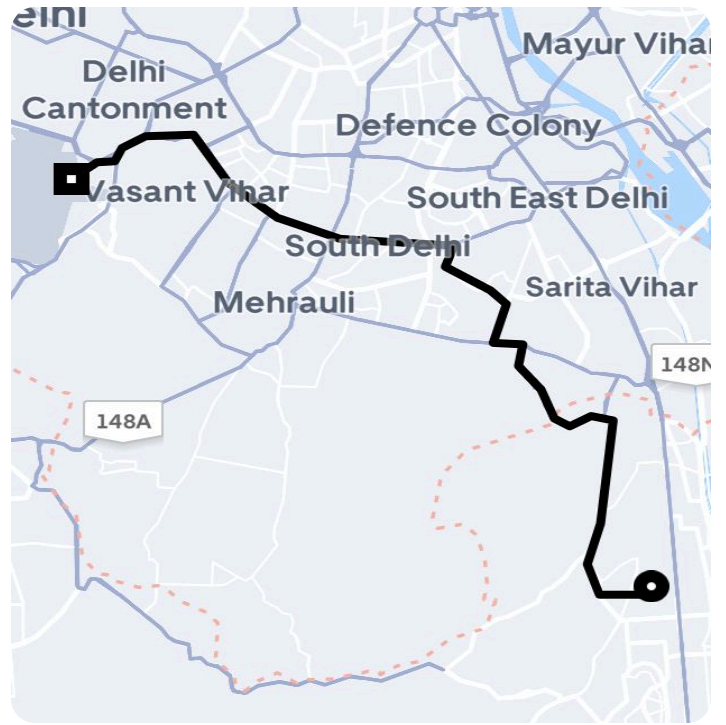 elhi
Mayur Vihar
Delhi
Cantonment
Defence Colony
Vasant Vihar
South East Delhi
South Delhi
Sarita Vihar
Mehrauli
148N
148A